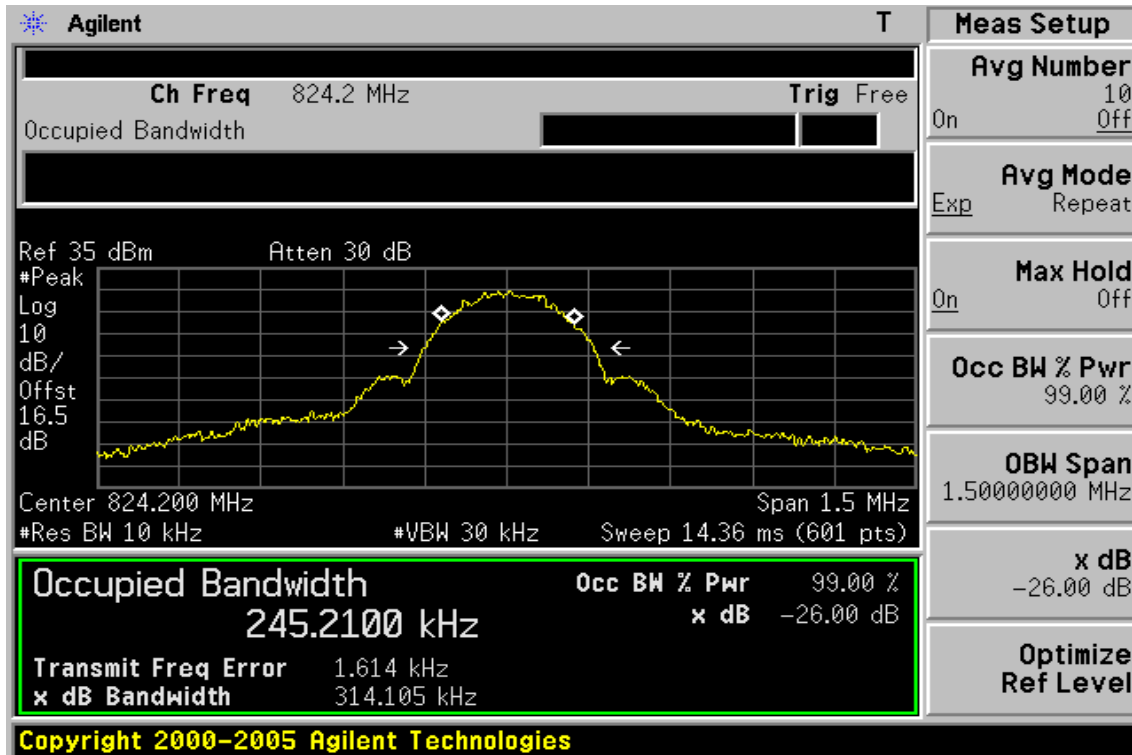 Agilent T
Ch Freq 824.2 MHz Trig Free
Occupied Bandwidth
Ref 35 dBm Atten 30 dB
#Peak
Log
10
dB/
Offst
16.5
dB
Center 824.200 MHz Span 1.5 MHz
#Res BW 10 kHz #VBW 30 kHz Sweep 14.36 ms (601 pts)
Occupied Bandwidth Occ BW % Pwr 99.00 %
245.2100 kHz x dB -26.00 dB
Transmit Freq Error 1.614 kHz
x dB Bandwidth 314.105 kHz
Copyright 2000-2005 Agilent Technologies
Meas Setup
Avg Number
10
On Off
Avg Mode
Exp Repeat
Max Hold
On Off
Occ BW % Pwr
99.00 %
OBW Span
1.50000000 MHz
x dB
-26.00 dB
Optimize
Ref Level